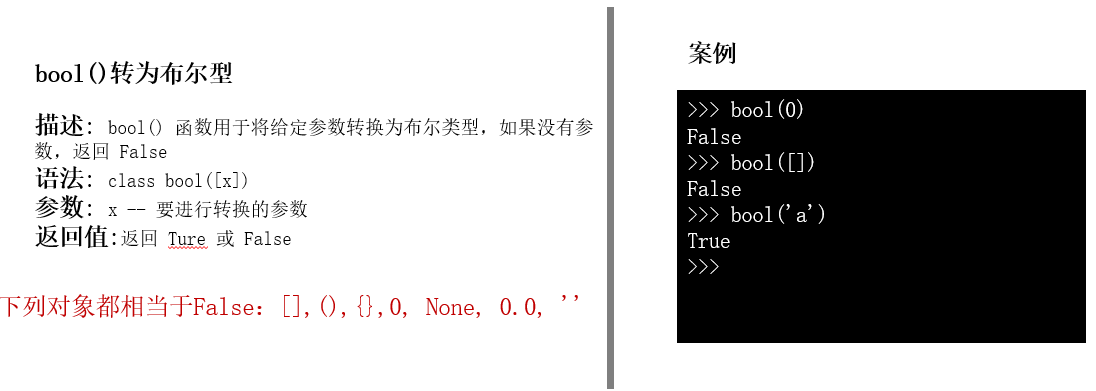 bool()转为布尔型
描述: bool() 函数用于将给定参数转换为布尔类型，如果没有参
数，返回 False
语法: class bool([x])
参数: x -- 要进行转换的参数
返回值:返回 Ture 或 False
下列对象都相当于False：[],(),{},0, None, 0.0, ''
案例
>>> bool(0)
False
>>> bool([])
False
>>> bool('a')
True
>>>